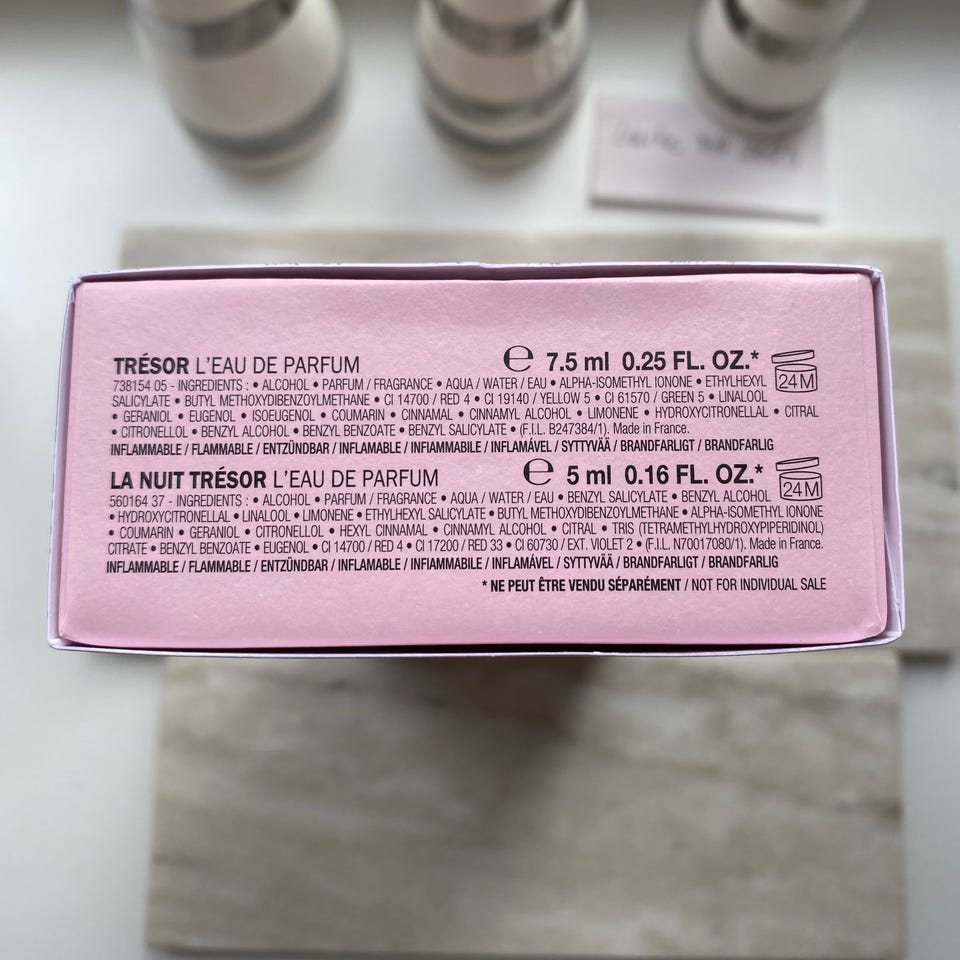 TRÉSOR L'EAU DE PARFUM ℮ 7.5 ml 0.25 FL. OZ.* 24M
738154 05 - INGREDIENTS : • ALCOHOL • PARFUM / FRAGRANCE • AQUA / WATER / EAU • ALPHA-ISOMETHYL IONONE • ETHYLHEXYL
SALICYLATE • BUTYL METHOXYDIBENZOYLMETHANE • CI 14700 / RED 4 • CI 19140 / YELLOW 5 • CI 61570 / GREEN 5 • LINALOOL
• GERANIOL • EUGENOL • ISOEUGENOL • COUMARIN • CINNAMAL • CINNAMYL ALCOHOL • LIMONENE • HYDROXYCITRONELLAL • CITRAL
• CITRONELLOL • BENZYL ALCOHOL • BENZYL BENZOATE • BENZYL SALICYLATE • (F.I.L. B247384/1). Made in France.
INFLAMMABLE / FLAMMABLE / ENTZÜNDBAR / INFLAMABLE / INFIAMMABILE / INFLAMÁVEL / SYTTYVÄÄ / BRANDFARLIGT / BRANDFARLIG
LA NUIT TRÉSOR L'EAU DE PARFUM ℮ 5 ml 0.16 FL. OZ.* 24M
560164 37 - INGREDIENTS : • ALCOHOL • PARFUM / FRAGRANCE • AQUA / WATER / EAU • BENZYL SALICYLATE • BENZYL ALCOHOL
• HYDROXYCITRONELLAL • LINALOOL • LIMONENE • ETHYLHEXYL SALICYLATE • BUTYL METHOXYDIBENZOYLMETHANE • ALPHA-ISOMETHYL IONONE
• COUMARIN • GERANIOL • CITRONELLOL • HEXYL CINNAMAL • CINNAMYL ALCOHOL • CITRAL • TRIS (TETRAMETHYLHYDROXYPIPERIDINOL)
CITRATE • BENZYL BENZOATE • EUGENOL • CI 14700 / RED 4 • CI 17200 / RED 33 • CI 60730 / EXT. VIOLET 2 • (F.I.L. N70017080/1). Made in France.
INFLAMMABLE / FLAMMABLE / ENTZÜNDBAR / INFLAMABLE / INFIAMMABILE / INFLAMÁVEL / SYTTYVÄÄ / BRANDFARLIGT / BRANDFARLIG
* NE PEUT ÊTRE VENDU SÉPARÉMENT / NOT FOR INDIVIDUAL SALE